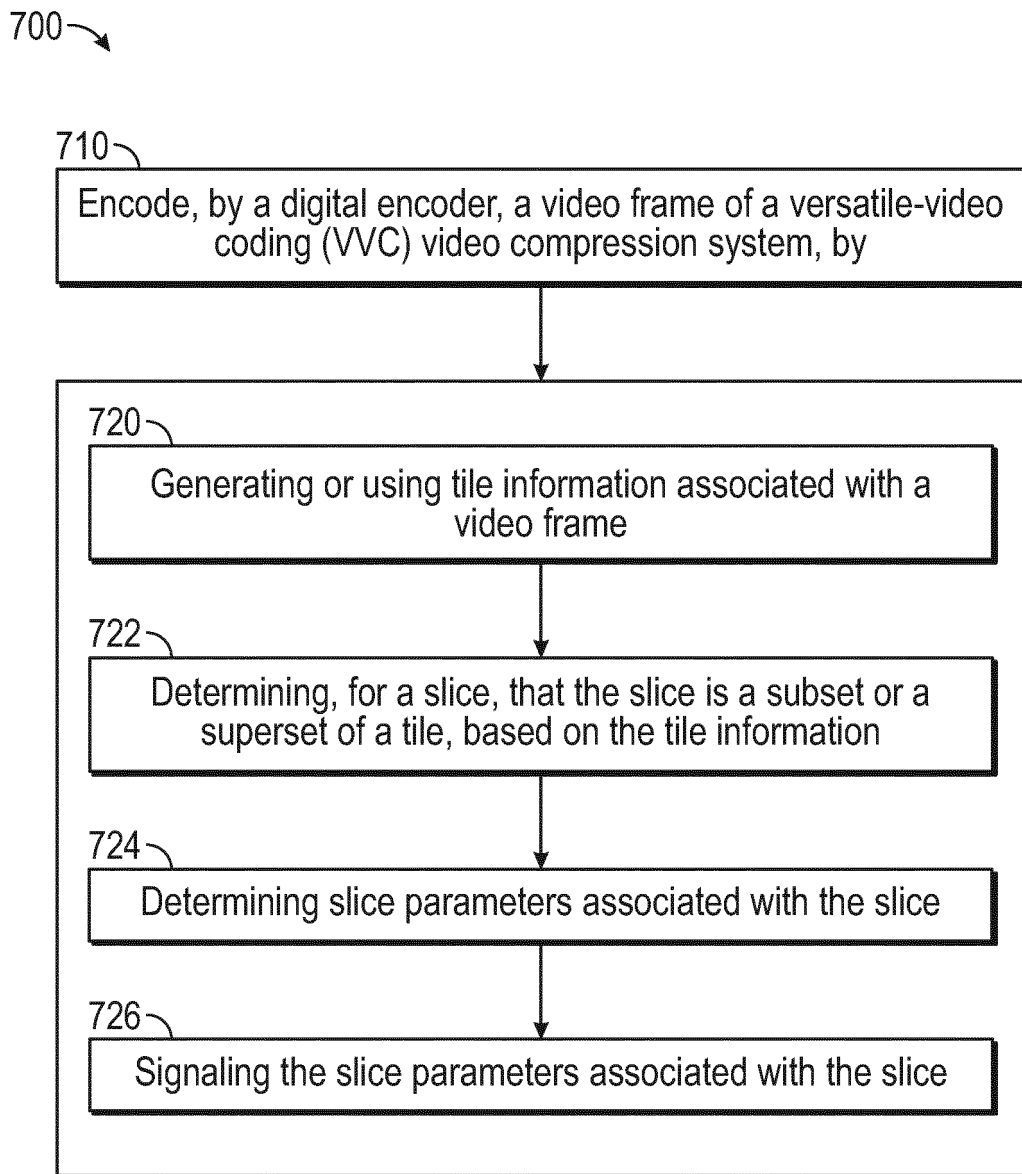 700
710
Encode, by a digital encoder, a video frame of a versatile-video
coding (VVC) video compression system, by
720
Generating or using tile information associated with a
video frame
722
Determining, for a slice, that the slice is a subset or a
superset of a tile, based on the tile information
724
Determining slice parameters associated with the slice
726
Signaling the slice parameters associated with the slice